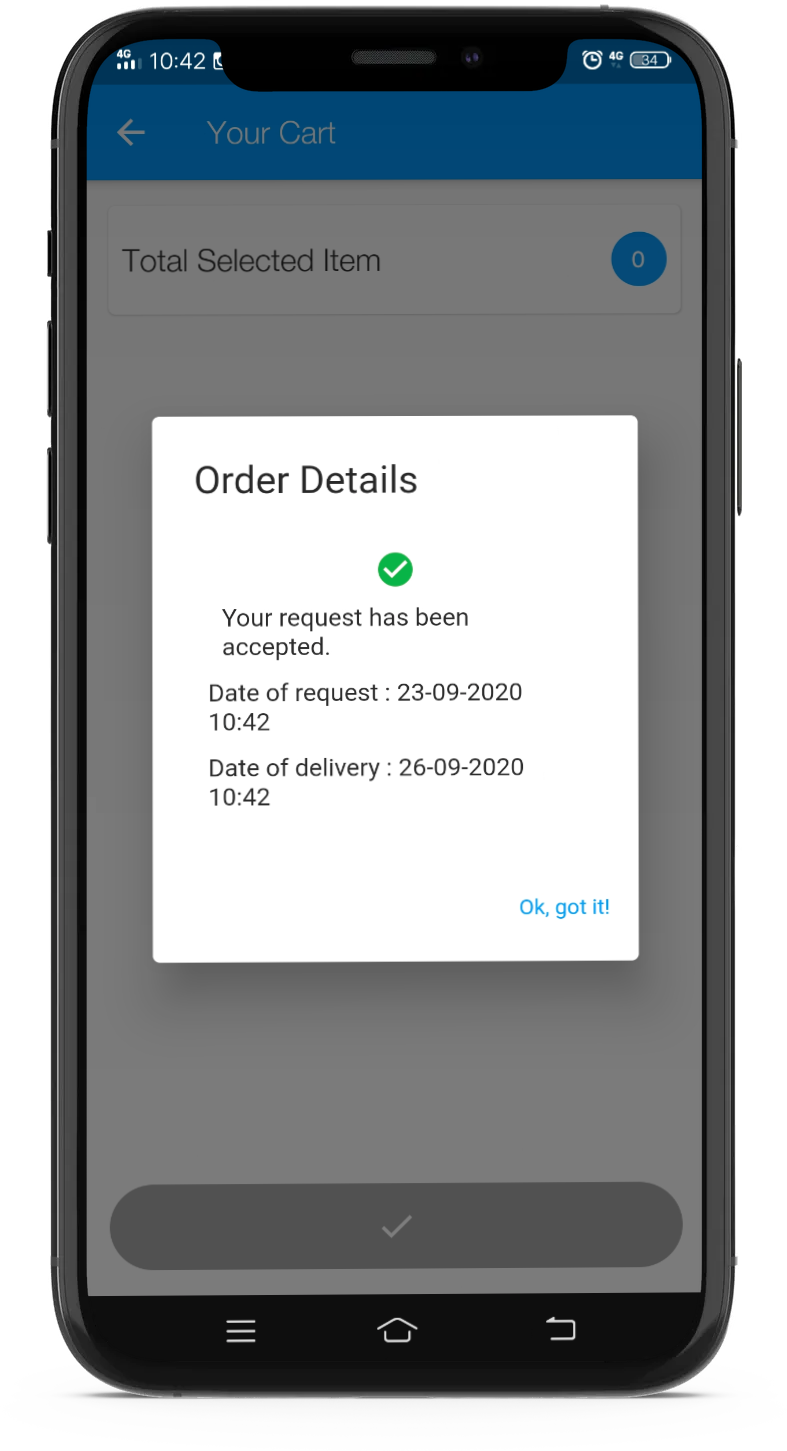 4G 10:42 4G 34
Your Cart
Total Selected Item 0
Order Details
Your request has been
accepted.
Date of request : 23-09-2020
10:42
Date of delivery : 26-09-2020
10:42
Ok, got it!